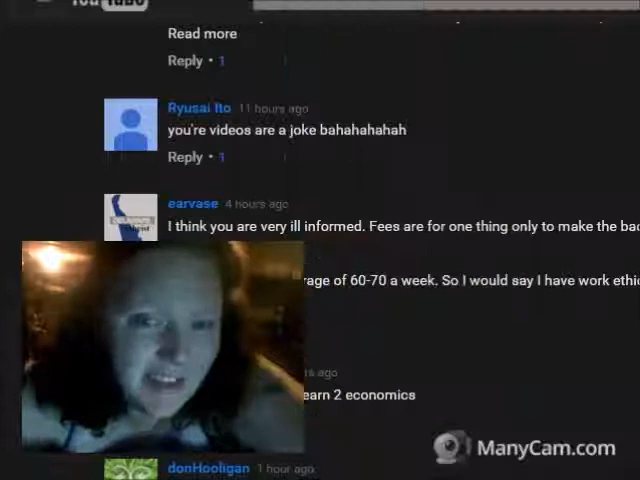 YouTube
Read more
Reply • 1
Ryusai Ito 11 hours ago
you're videos are a joke bahahahahah
Reply • 1
earvase 4 hours ago
I think you are very ill informed. Fees are for one thing only to make the
rage of 60-70 a week. So I would say I have work
ago
earn 2 economics
ManyCam.com
donHooligan 1 hour ago